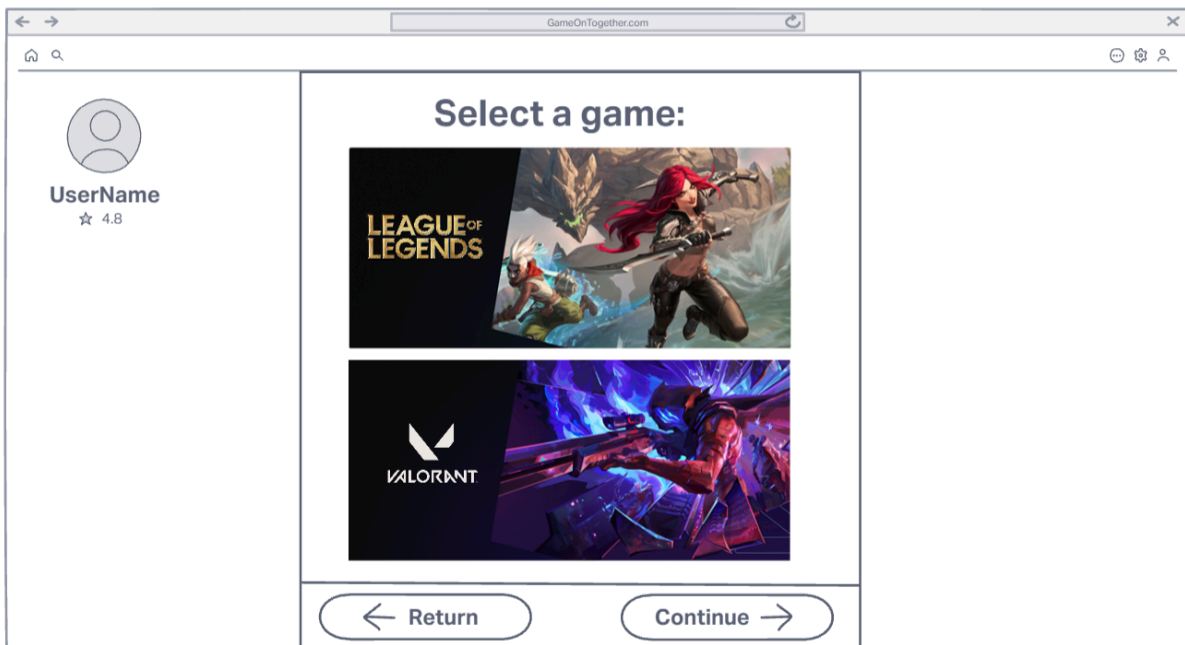 GameOnTogether.com
UserName
4.8
Select a game:
LEAGUE OF
LEGENDS
VALORANT
Return
Continue